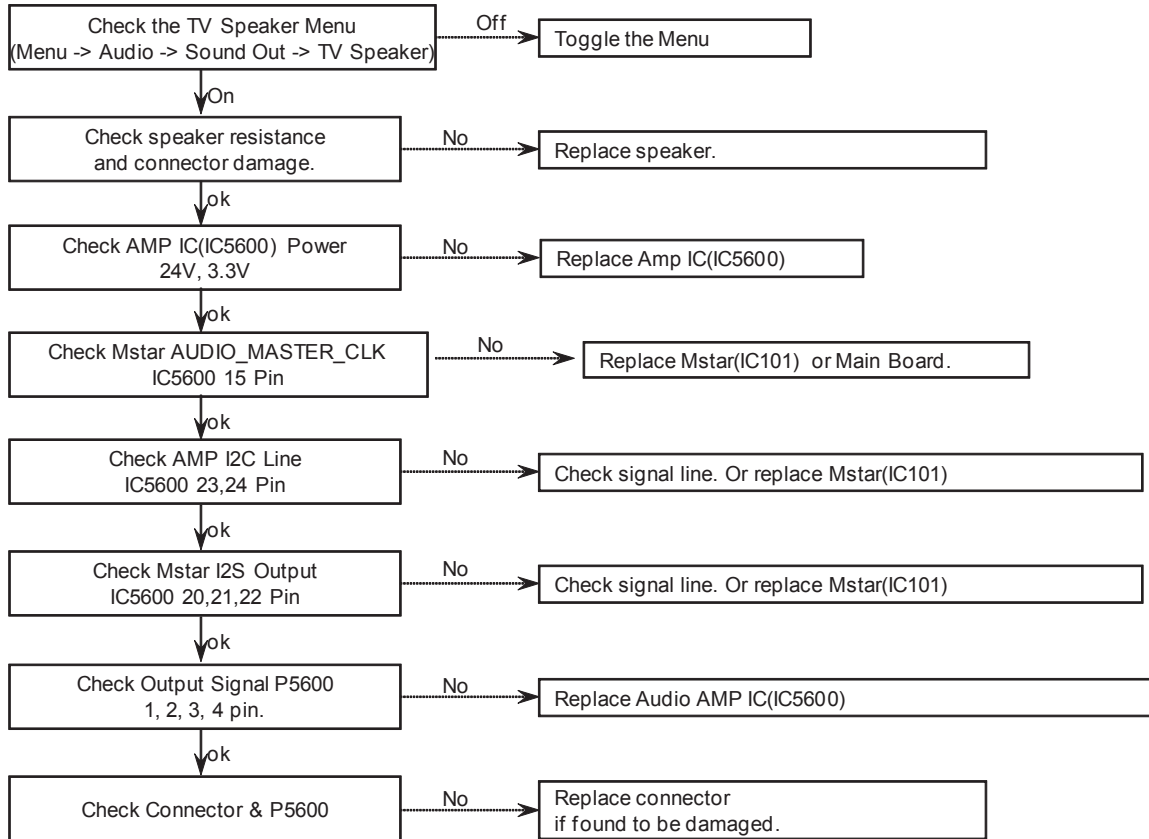 Check the TV Speaker Menu
(Menu -> Audio -> Sound Out -> TV Speaker)
Off
Toggle the Menu
On
Check speaker resistance
and connector damage.
No
Replace speaker.
ok
Check AMP IC(IC5600) Power
24V, 3.3V
No
Replace Amp IC(IC5600)
ok
Check Mstar AUDIO_MASTER_CLK
IC5600 15 Pin
No
Replace Mstar(IC101) or Main Board.
ok
Check AMP I2C Line
IC5600 23,24 Pin
No
Check signal line. Or replace Mstar(IC101)
ok
Check Mstar I2S Output
IC5600 20,21,22 Pin
No
Check signal line. Or replace Mstar(IC101)
ok
Check Output Signal P5600
1, 2, 3, 4 pin.
No
Replace Audio AMP IC(IC5600)
ok
Check Connector & P5600
No
Replace connector
if found to be damaged.